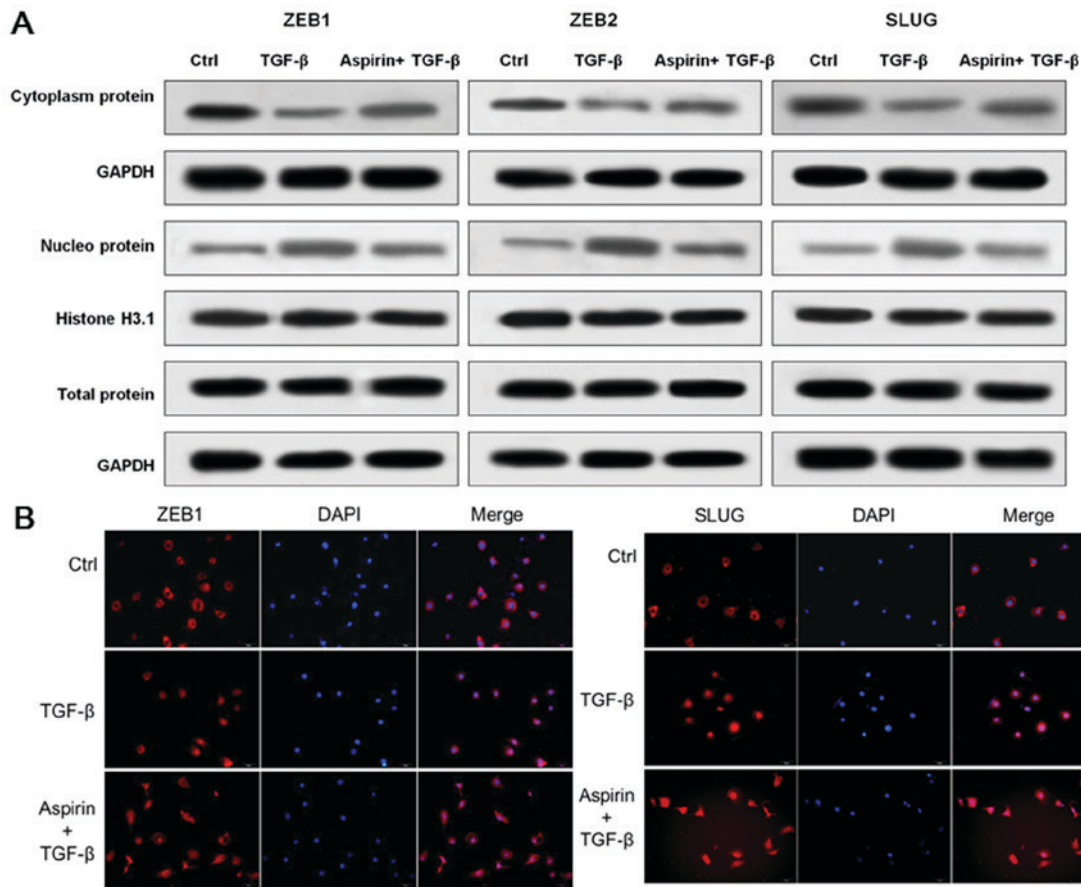 A
ZEB1 ZEB2 SLUG
Ctrl TGF-β Aspirin+ TGF-β Ctrl TGF-β Aspirin+ TGF-β Ctrl TGF-β Aspirin+ TGF-β
Cytoplasm protein
GAPDH
Nucleo protein
Histone H3.1
Total protein
GAPDH
B
ZEB1 DAPI Merge
Ctrl
TGF-β
Aspirin
+
TGF-β
SLUG DAPI Merge
Ctrl
TGF-β
Aspirin
+
TGF-β